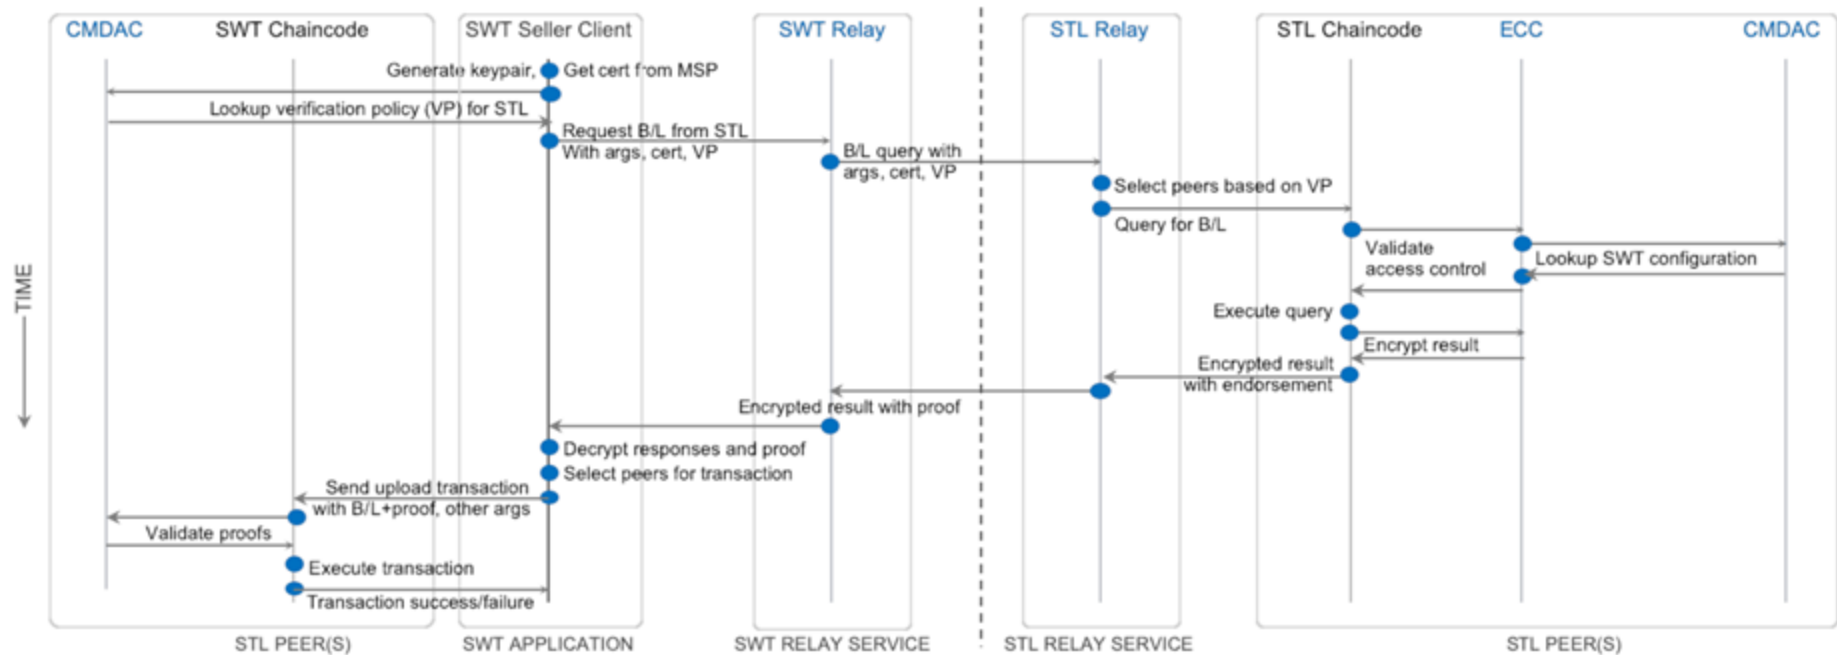 CMDAC
SWT Chaincode
SWT Seller Client
SWT Relay
STL Relay
STL Chaincode
ECC
CMDAC
Generate keypair,
Get cert from MSP
Lookup verification policy (VP) for STL
Request B/L from STL
With args, cert, VP
B/L query with
args, cert, VP
Select peers based on VP
Query for B/L
Validate
access control
Lookup SWT configuration
Execute query
Encrypt result
Encrypted result
with endorsement
Encrypted result with proof
Decrypt responses and proof
Select peers for transaction
Send upload transaction
with B/L+proof, other args
Validate proofs
Execute transaction
Transaction success/failure
TIME
STL PEER(S)
SWT APPLICATION
SWT RELAY SERVICE
STL RELAY SERVICE
STL PEER(S)